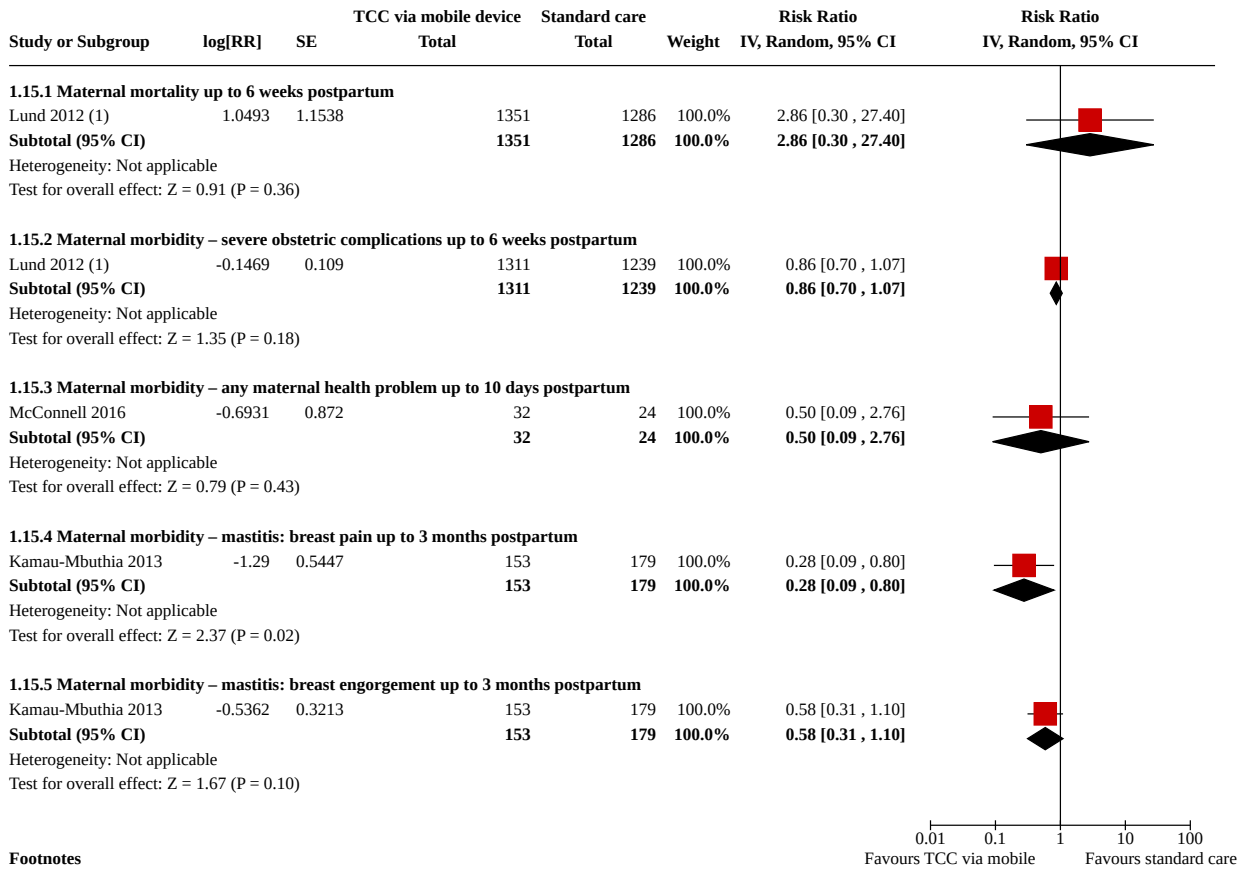 TCC via mobile device Standard care Risk Ratio Risk Ratio
Study or Subgroup log[RR] SE Total Total Weight IV, Random, 95% CI IV, Random, 95% CI
1.15.1 Maternal mortality up to 6 weeks postpartum
Lund 2012 (1) 1.0493 1.1538 1351 1286 100.0% 2.86 [0.30 , 27.40]
Subtotal (95% CI) 1351 1286 100.0% 2.86 [0.30 , 27.40]
Heterogeneity: Not applicable
Test for overall effect: Z = 0.91 (P = 0.36)
1.15.2 Maternal morbidity – severe obstetric complications up to 6 weeks postpartum
Lund 2012 (1) -0.1469 0.109 1311 1239 100.0% 0.86 [0.70 , 1.07]
Subtotal (95% CI) 1311 1239 100.0% 0.86 [0.70 , 1.07]
Heterogeneity: Not applicable
Test for overall effect: Z = 1.35 (P = 0.18)
1.15.3 Maternal morbidity – any maternal health problem up to 10 days postpartum
McConnell 2016 -0.6931 0.872 32 24 100.0% 0.50 [0.09 , 2.76]
Subtotal (95% CI) 32 24 100.0% 0.50 [0.09 , 2.76]
Heterogeneity: Not applicable
Test for overall effect: Z = 0.79 (P = 0.43)
1.15.4 Maternal morbidity – mastitis: breast pain up to 3 months postpartum
Kamau-Mbuthia 2013 -1.29 0.5447 153 179 100.0% 0.28 [0.09 , 0.80]
Subtotal (95% CI) 153 179 100.0% 0.28 [0.09 , 0.80]
Heterogeneity: Not applicable
Test for overall effect: Z = 2.37 (P = 0.02)
1.15.5 Maternal morbidity – mastitis: breast engorgement up to 3 months postpartum
Kamau-Mbuthia 2013 -0.5362 0.3213 153 179 100.0% 0.58 [0.31 , 1.10]
Subtotal (95% CI) 153 179 100.0% 0.58 [0.31 , 1.10]
Heterogeneity: Not applicable
Test for overall effect: Z = 1.67 (P = 0.10)
0.01 0.1 1 10 100
Footnotes Favours TCC via mobile Favours standard care